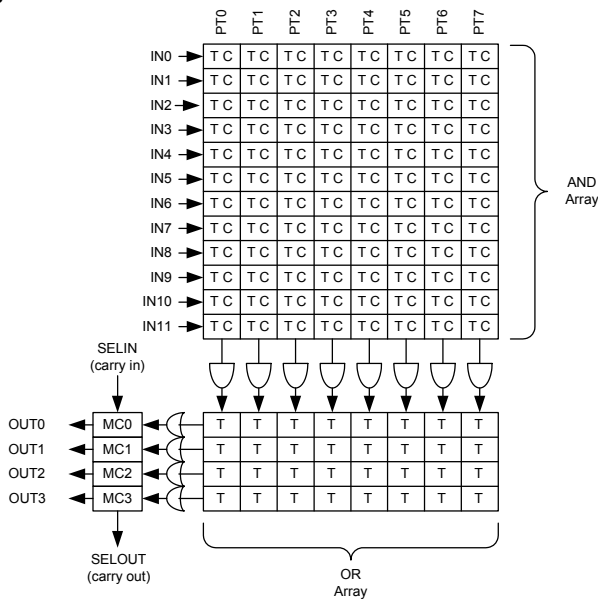 PT0 PT1 PT2 PT3 PT4 PT5 PT6 PT7
IN0 T C T C T C T C T C T C T C T C
IN1 T C T C T C T C T C T C T C T C
IN2 T C T C T C T C T C T C T C T C
IN3 T C T C T C T C T C T C T C T C
IN4 T C T C T C T C T C T C T C T C
IN5 T C T C T C T C T C T C T C T C
IN6 T C T C T C T C T C T C T C T C
IN7 T C T C T C T C T C T C T C T C
IN8 T C T C T C T C T C T C T C T C
IN9 T C T C T C T C T C T C T C T C
IN10 T C T C T C T C T C T C T C T C
IN11 T C T C T C T C T C T C T C T C
AND
Array
SELIN
(carry in)
OUT0 MC0 T T T T T T T T
OUT1 MC1 T T T T T T T T
OUT2 MC2 T T T T T T T T
OUT3 MC3 T T T T T T T T
SELOUT
(carry out)
OR
Array